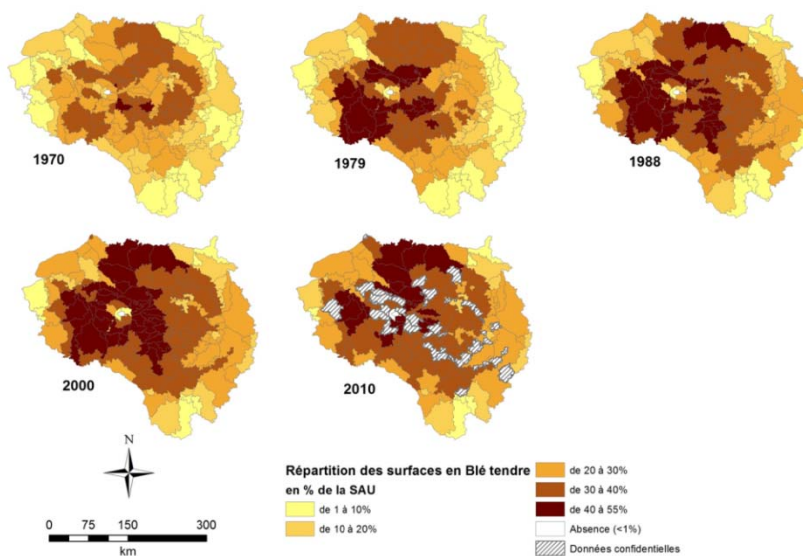 1970
1979
1988
2000
2010
N
0 75 150 300
km
Répartition des surfaces en Blé tendre
en % de la SAU
de 1 à 10%
de 10 à 20%
de 20 à 30%
de 30 à 40%
de 40 à 55%
Absence (<1%)
Données confidentielles